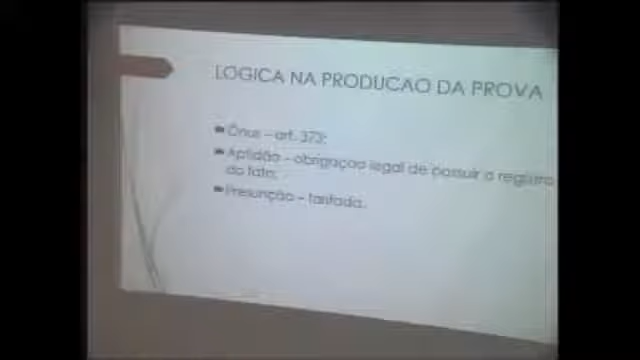 LOGICA NA PRODUCAO DA PROVA
Ônus – art. 373;
Aptidão – obrigação legal de possuir o registro
do fato;
Presunção – tarifada.